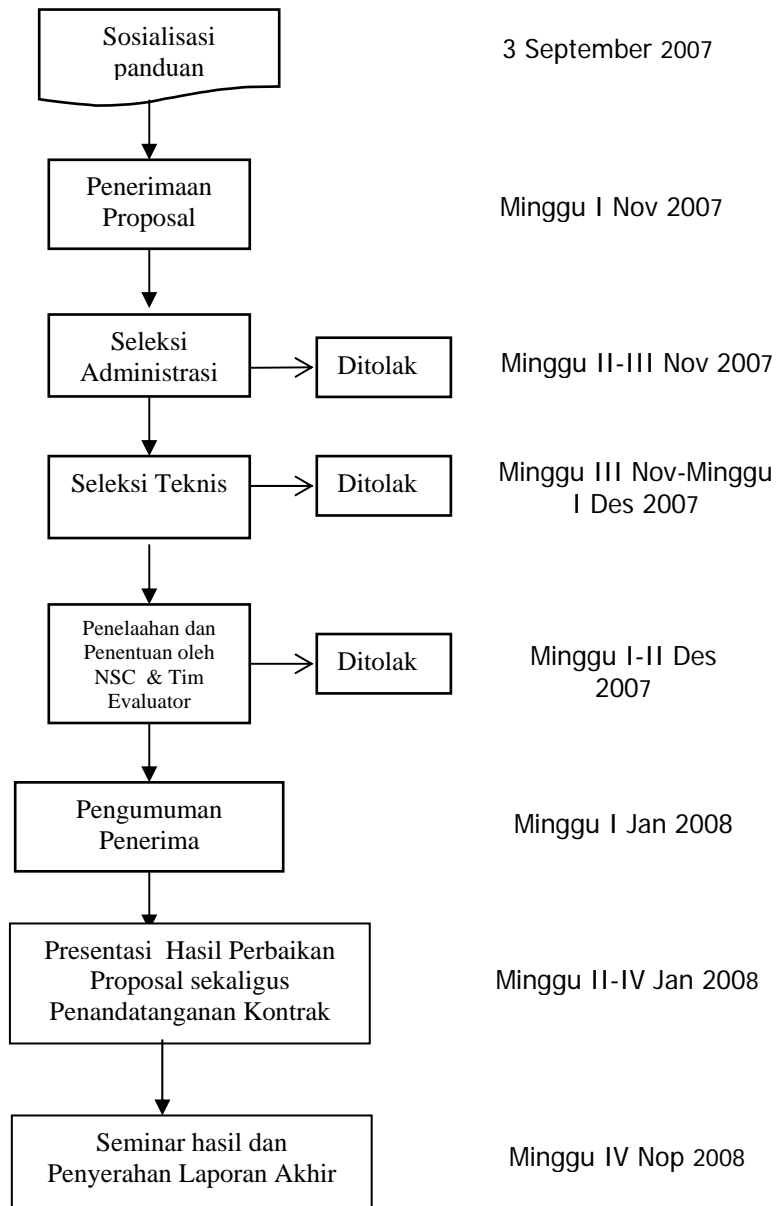 Sosialisasi
panduan
3 September 2007
Penerimaan
Proposal
Minggu I Nov 2007
Seleksi
Administrasi
Ditolak
Minggu II-III Nov 2007
Seleksi Teknis
Ditolak
Minggu III Nov-Minggu
I Des 2007
Penelaahan dan
Penentuan oleh
NSC & Tim
Evaluator
Ditolak
Minggu I-II Des
2007
Pengumuman
Penerima
Minggu I Jan 2008
Presentasi Hasil Perbaikan
Proposal sekaligus
Penandatanganan Kontrak
Minggu II-IV Jan 2008
Seminar hasil dan
Penyerahan Laporan Akhir
Minggu IV Nop 2008